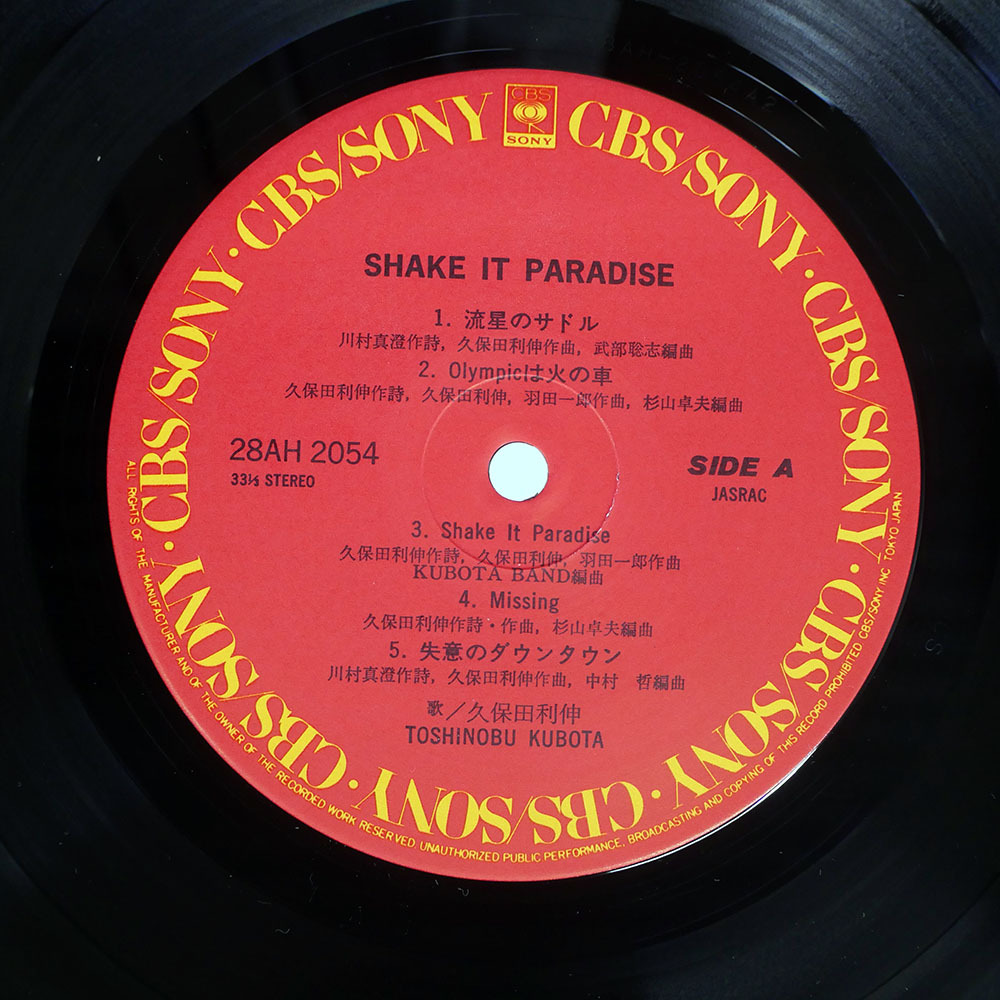 CBS
SONY
CBS/SONY · CBS/SONY · CBS/SONY · CBS/SONY · CBS/SONY · CBS/SONY · CBS/SONY · CBS/SONY · CBS/SONY · CBS/SONY
SHAKE IT PARADISE
1. 流星のサドル
川村真澄作詩, 久保田利伸作曲, 武部聡志編曲
2. Olympicは火の車
久保田利伸作詩, 久保田利伸, 羽田一郎作曲, 杉山卓夫編曲
28AH 2054
33⅓ STEREO
SIDE A
JASRAC
3. Shake It Paradise
久保田利伸作詩, 久保田利伸, 羽田一郎作曲
KUBOTA BAND編曲
4. Missing
久保田利伸作詩・作曲, 杉山卓夫編曲
5. 失意のダウンタウン
川村真澄作詩, 久保田利伸作曲, 中村 哲編曲
歌／久保田利伸
TOSHINOBU KUBOTA
ALL RIGHTS OF THE MANUFACTURER AND OF THE OWNER OF THE RECORDED WORK RESERVED. UNAUTHORIZED PUBLIC PERFORMANCE, BROADCASTING AND COPYING OF THIS RECORD PROHIBITED CBS/SONY INC. TOKYO JAPAN